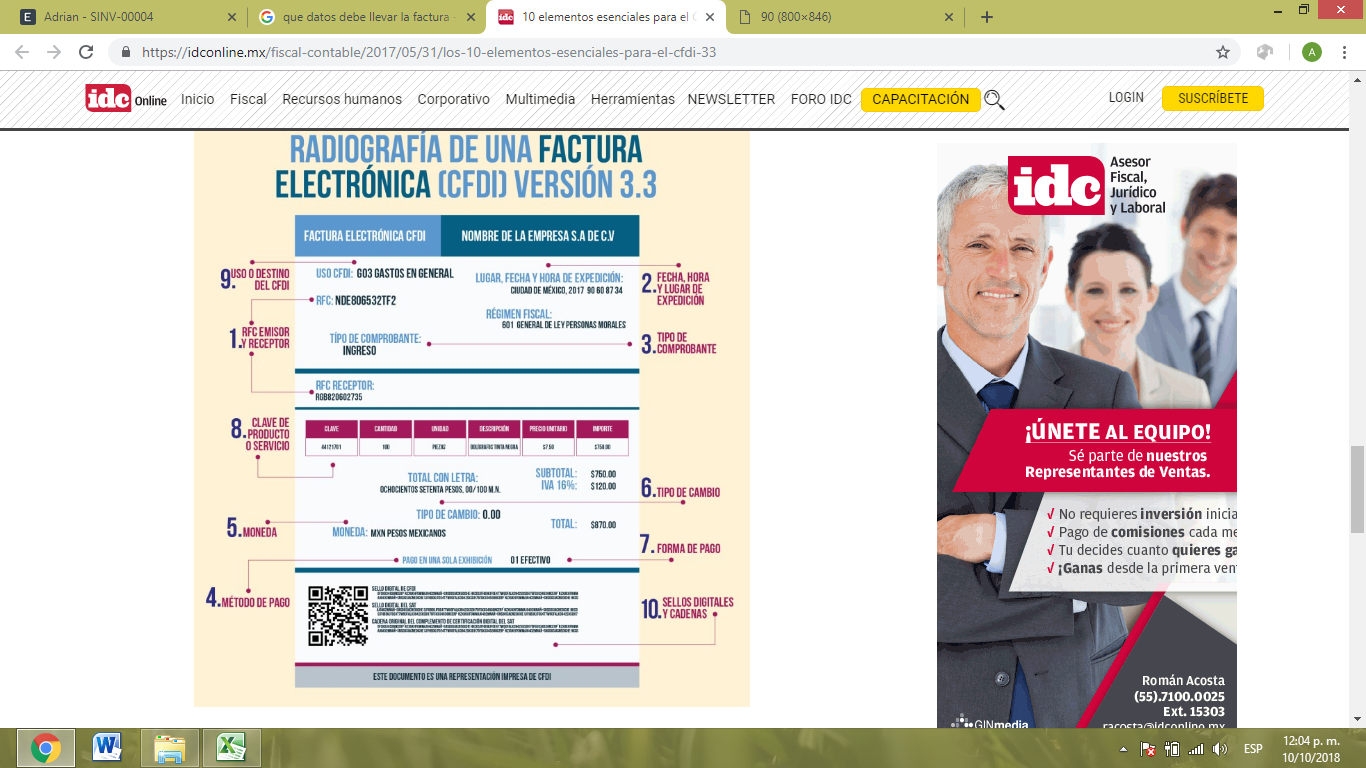 Adrian - SINV-00004
que datos debe llevar la factura
10 elementos esenciales para el C
90 (800×846)
https://idconline.mx/fiscal-contable/2017/05/31/los-10-elementos-esenciales-para-el-cfdi-33
A
idc Online
Inicio Fiscal Recursos humanos Corporativo Multimedia Herramientas NEWSLETTER FORO IDC CAPACITACIÓN
LOGIN SUSCRÍBETE
RADIOGRAFÍA DE UNA FACTURA
ELECTRÓNICA (CFDI) VERSIÓN 3.3
FACTURA ELECTRÓNICA CFDI NOMBRE DE LA EMPRESA S.A DE C.V
9. USO O DESTINO
DEL CFDI
USO CFDI: G03 GASTOS EN GENERAL
LUGAR, FECHA Y HORA DE EXPEDICIÓN:
CIUDAD DE MÉXICO, 2017 90 60 87 34
2. FECHA, HORA
Y LUGAR DE
EXPEDICIÓN
RFC: NDE806532TF2
RÉGIMEN FISCAL:
601 GENERAL DE LEY PERSONAS MORALES
1. RFC EMISOR
Y RECEPTOR
TÍPO DE COMPROBANTE:
INGRESO
3. TIPO DE
COMPROBANTE
RFC RECEPTOR:
RGB820602735
8. CLAVE DE
PRODUCTO
O SERVICIO
CLAVE CANTIDAD UNIDAD DESCRIPCIÓN PRECIO UNITARIO IMPORTE
44121701 100 PIEZAS BOLÍGRAFOS TINTA NEGRA $7.50 $750.00
TOTAL CON LETRA:
OCHOCIENTOS SETENTA PESOS, 00/100 M.N.
SUBTOTAL: $750.00
IVA 16%: $120.00
6. TIPO DE CAMBIO
TIPO DE CAMBIO: 0.00
5. MONEDA
MONEDA: MXN PESOS MEXICANOS
TOTAL: $870.00
7. FORMA DE PAGO
PAGO EN UNA SOLA EXHIBICIÓN 01 EFECTIVO
4. MÉTODO DE PAGO
SELLO DIGITAL DE CFDI
SELLO DIGITAL DEL SAT
CADENA ORIGINAL DEL COMPLEMENTO DE CERTIFICACIÓN DIGITAL DEL SAT
10. SELLOS DIGITALES
Y CADENAS
ESTE DOCUMENTO ES UNA REPRESENTACIÓN IMPRESA DE CFDI
idc
Asesor
Fiscal,
Jurídico
y Laboral
¡ÚNETE AL EQUIPO!
Sé parte de nuestros
Representantes de Ventas.
√ No requieres inversión inicia
√ Pago de comisiones cada me
√ Tu decides cuanto quieres ga
√ ¡Ganas desde la primera vent
Román Acosta
(55).7100.0025
Ext. 15303
racosta@idconline.mx
GINmedia
ESP
12:04 p. m.
10/10/2018